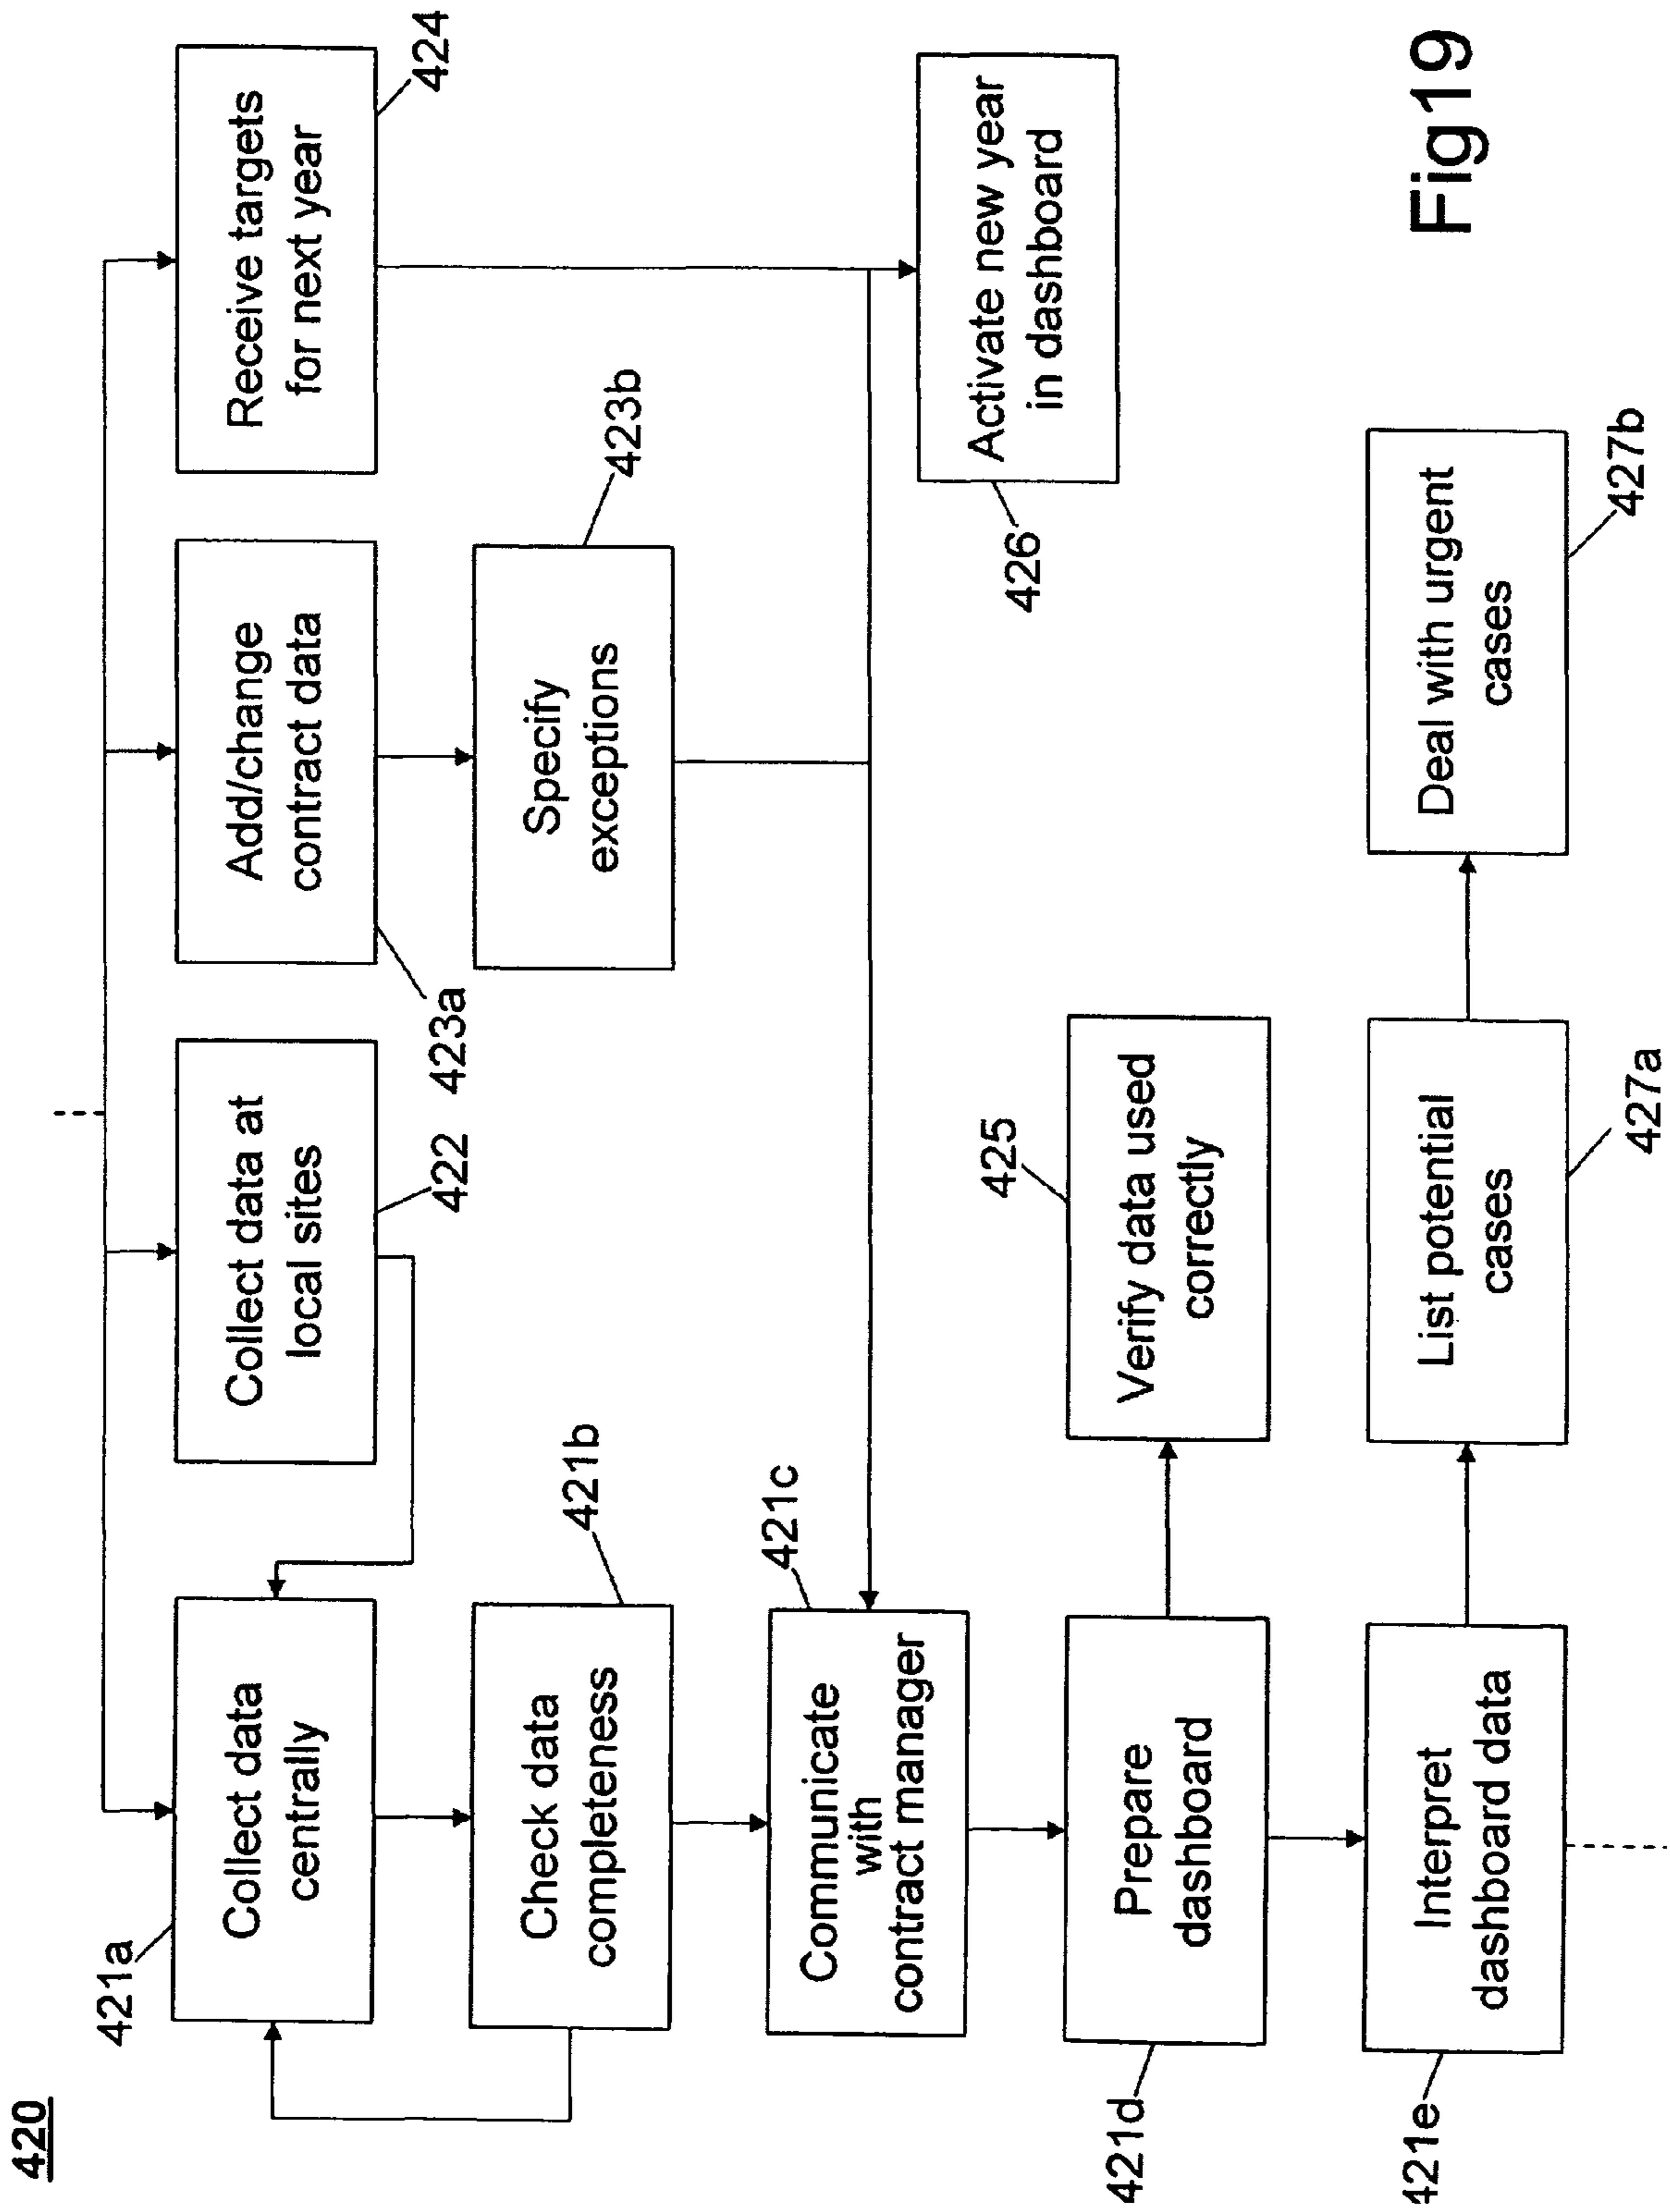 420
421a
Collect data
centrally
Collect data at
local sites
422
Add/change
contract data
423a
Receive targets
for next year
424
Check data
completeness
421b
Specify
exceptions
423b
Communicate
with
contract manager
421c
Activate new year
in dashboard
426
Prepare
dashboard
421d
Verify data used
correctly
425
Interpret
dashboard data
421e
List potential
cases
427a
Deal with urgent
cases
427b
Fig19